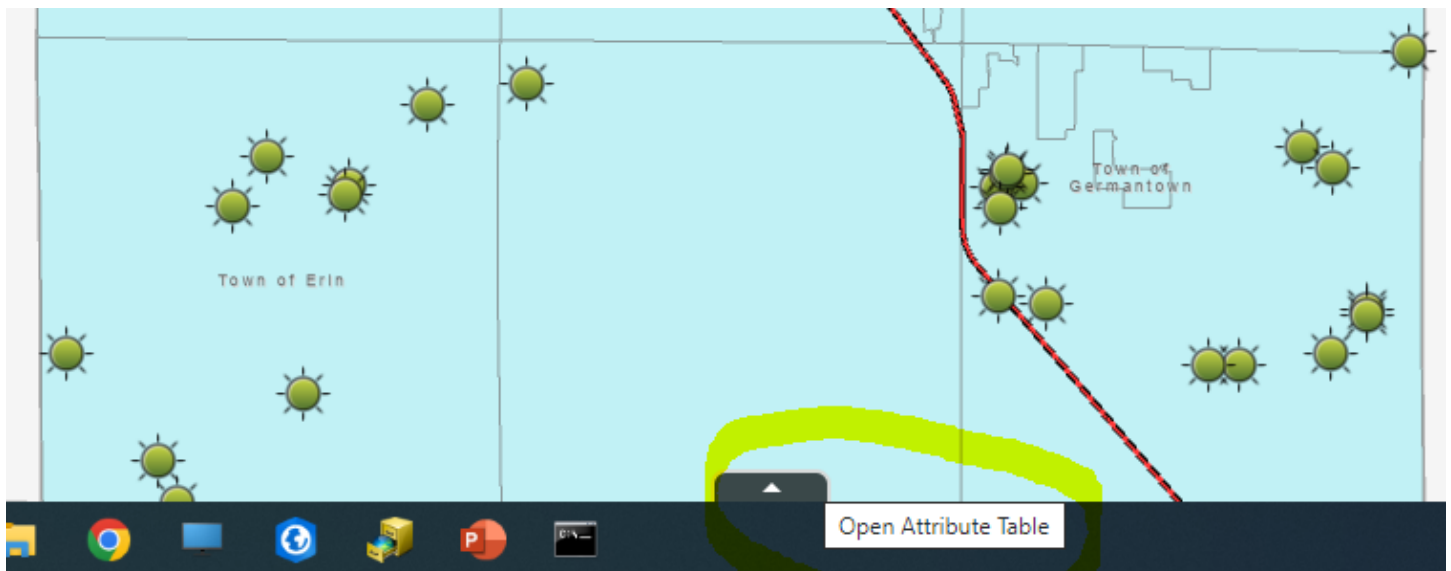 Town of
Germantown
Town of Erin
Open Attribute Table
P
C:\_